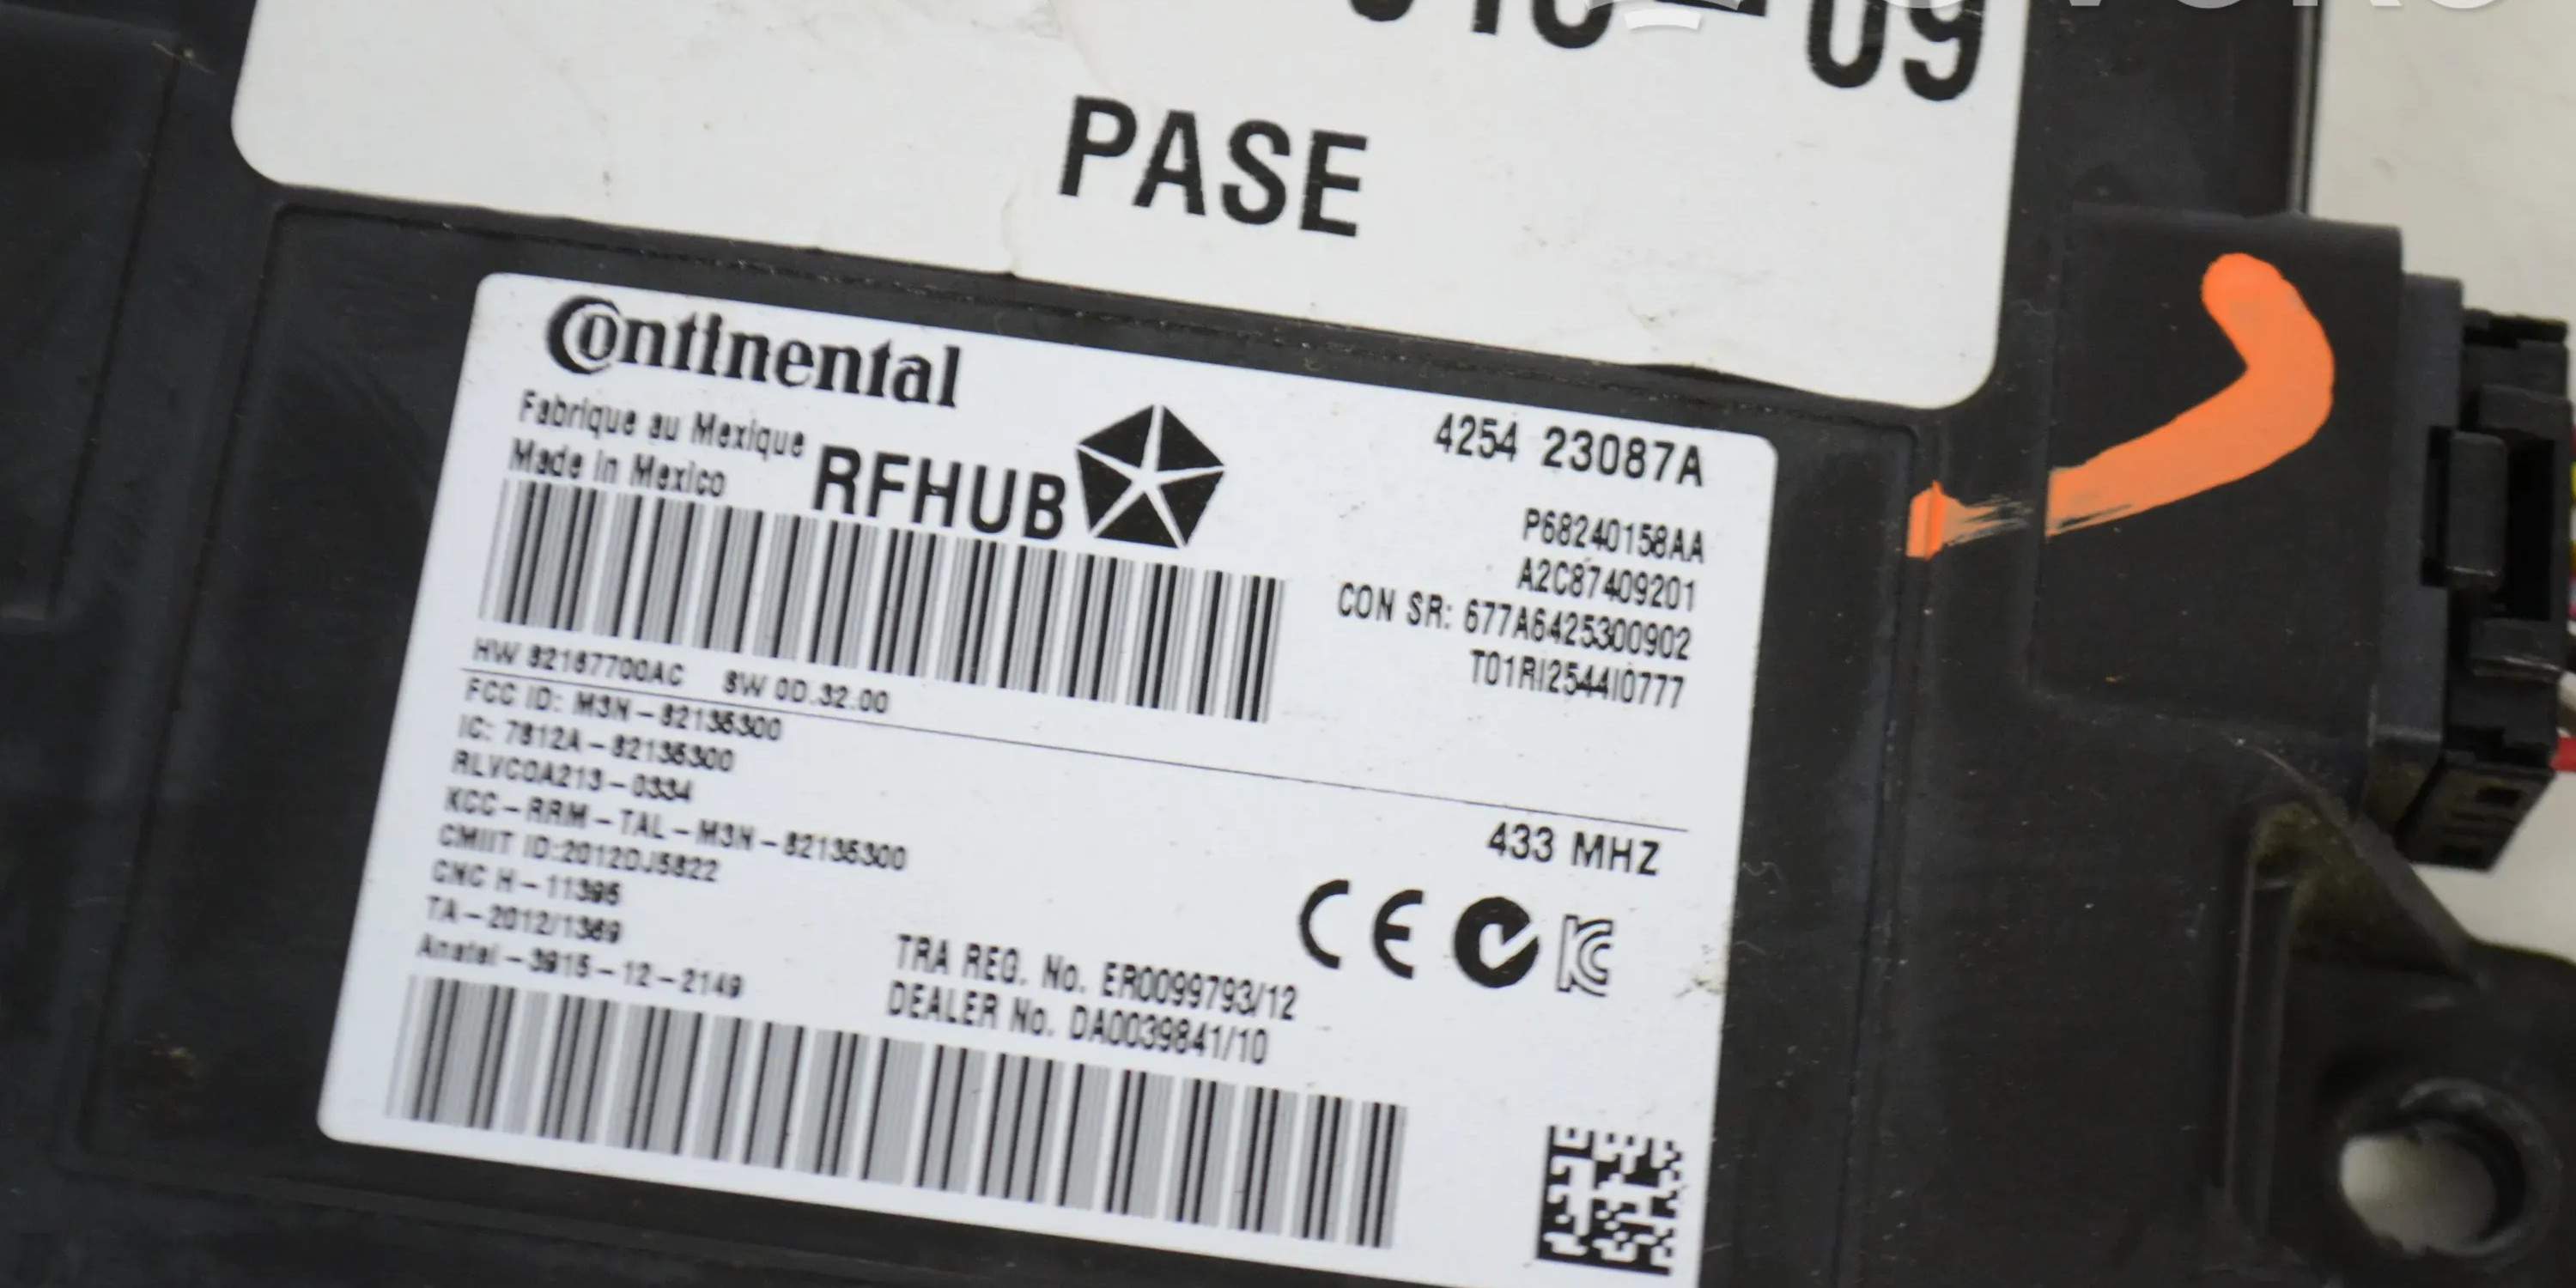 PASE
Continental
Fabrique au Mexique
Made in Mexico
RFHUB
4254 23087A
P68240158AA
A2C87409201
CON SR: 677A6425300902
T01RI2544I0777
HW 82187700AC SW 0D.32.00
FCC ID: M3N-82135300
IC: 7812A-82135300
RLVCOA213-0334
KCC-RRM-TAL-M3N-82135300
CMIIT ID:2012DJ5822
CNC H-11395
TA-2012/1369
Anatel-3915-12-2149
433 MHZ
CE
TRA REG. No. ER0099793/12
DEALER No. DA0039841/10